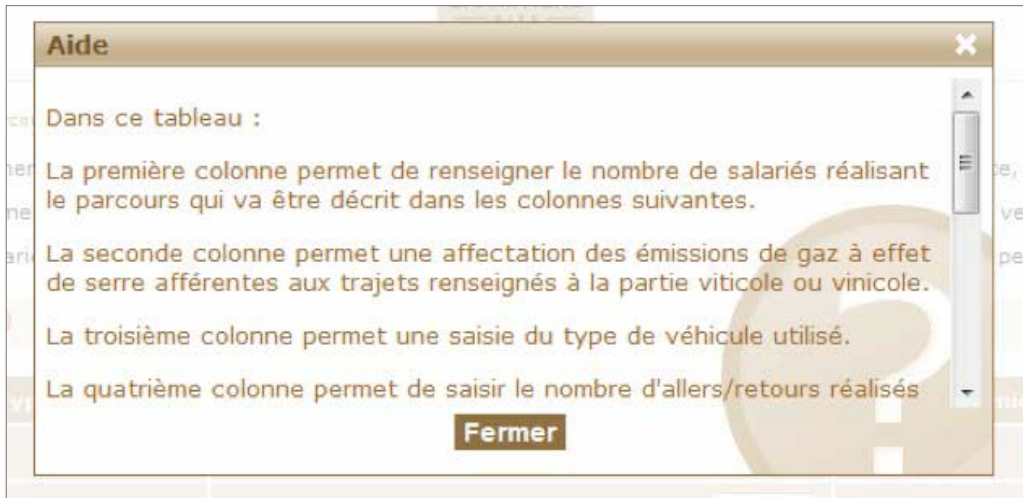 Aide
Dans ce tableau :
La première colonne permet de renseigner le nombre de salariés réalisant
le parcours qui va être décrit dans les colonnes suivantes.
La seconde colonne permet une affectation des émissions de gaz à effet
de serre afférentes aux trajets renseignés à la partie viticole ou vinicole.
La troisième colonne permet une saisie du type de véhicule utilisé.
La quatrième colonne permet de saisir le nombre d'allers/retours réalisés
Fermer